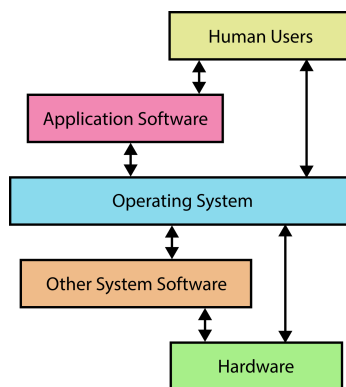 Human Users
Application Software
Operating System
Other System Software
Hardware